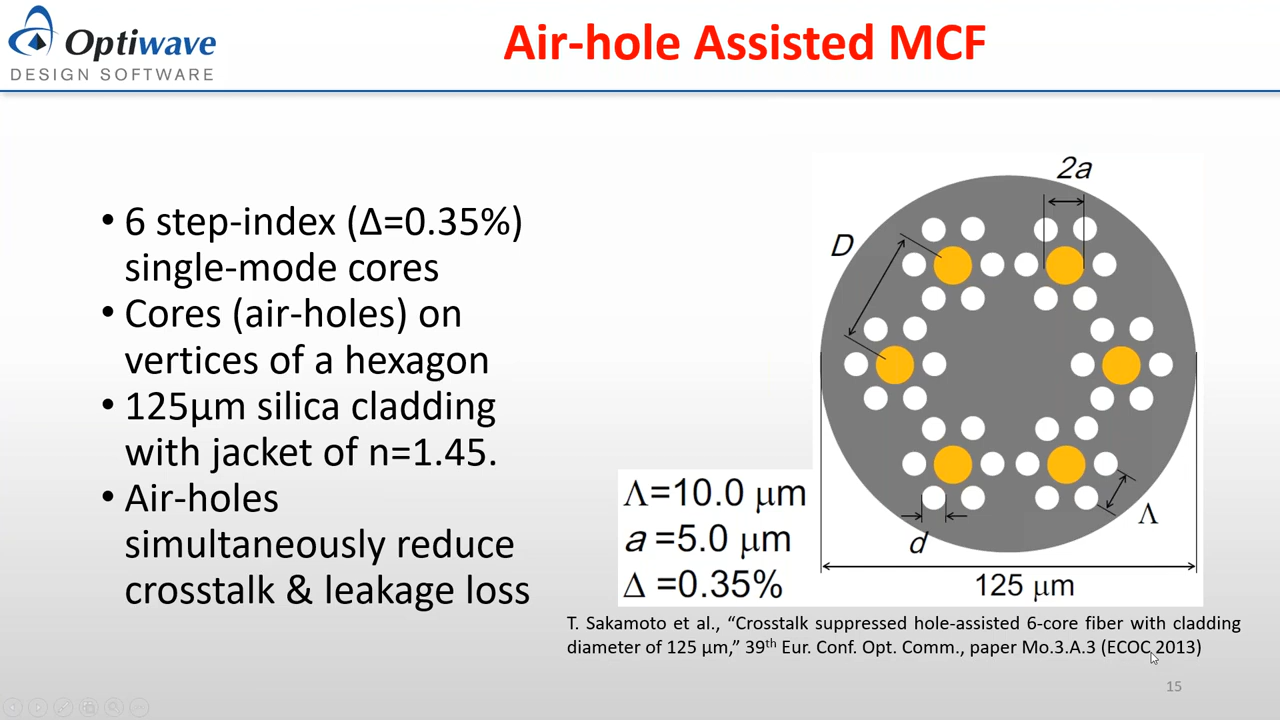 Optiwave
DESIGN SOFTWARE
Air-hole Assisted MCF
• 6 step-index (Δ=0.35%)
single-mode cores
• Cores (air-holes) on
vertices of a hexagon
• 125µm silica cladding
with jacket of n=1.45.
• Air-holes
simultaneously reduce
crosstalk & leakage loss
2a
D
Λ
d
125 µm
Λ=10.0 µm
a =5.0 µm
Δ =0.35%
T. Sakamoto et al., “Crosstalk suppressed hole-assisted 6-core fiber with cladding
diameter of 125 µm,” 39th Eur. Conf. Opt. Comm., paper Mo.3.A.3 (ECOC 2013)
15